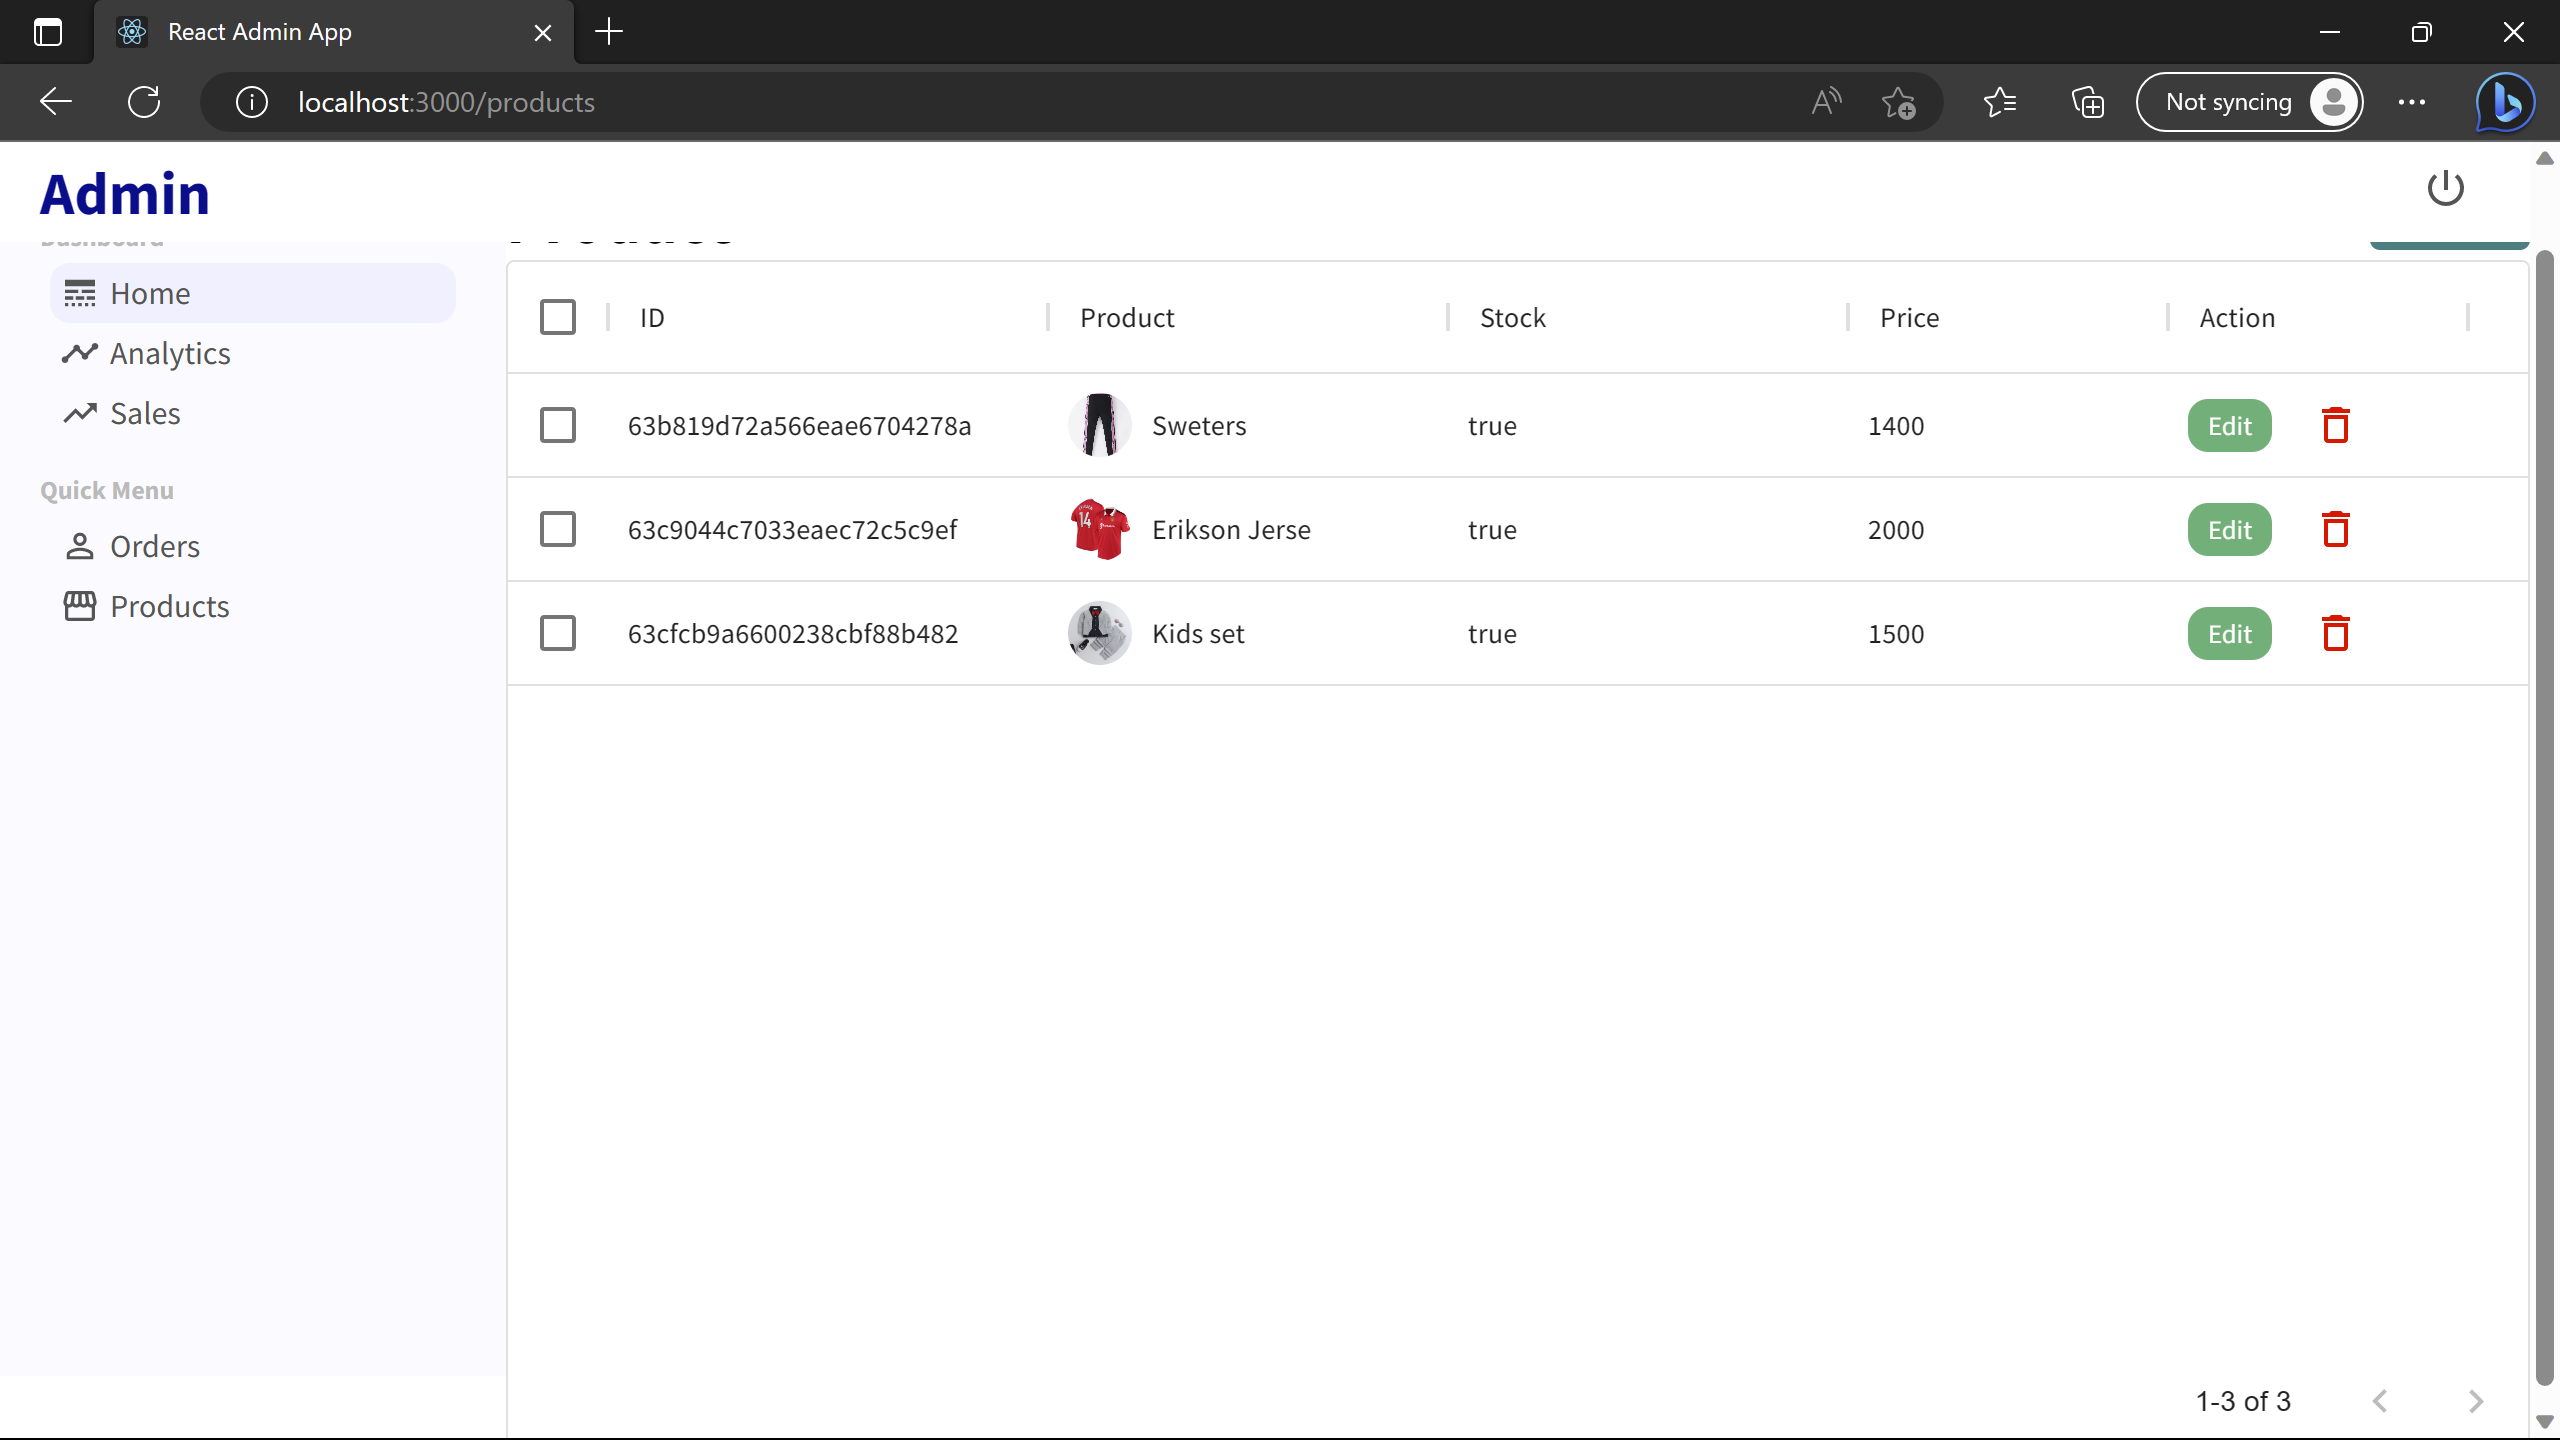 React Admin App
localhost:3000/products
Not syncing
Admin
Dashboard
Home
Analytics
Sales
Quick Menu
Orders
Products
ID Product Stock Price Action
63b819d72a566eae6704278a Sweters true 1400 Edit
63c9044c7033eaec72c5c9ef Erikson Jerse true 2000 Edit
63cfcb9a6600238cbf88b482 Kids set true 1500 Edit
1-3 of 3